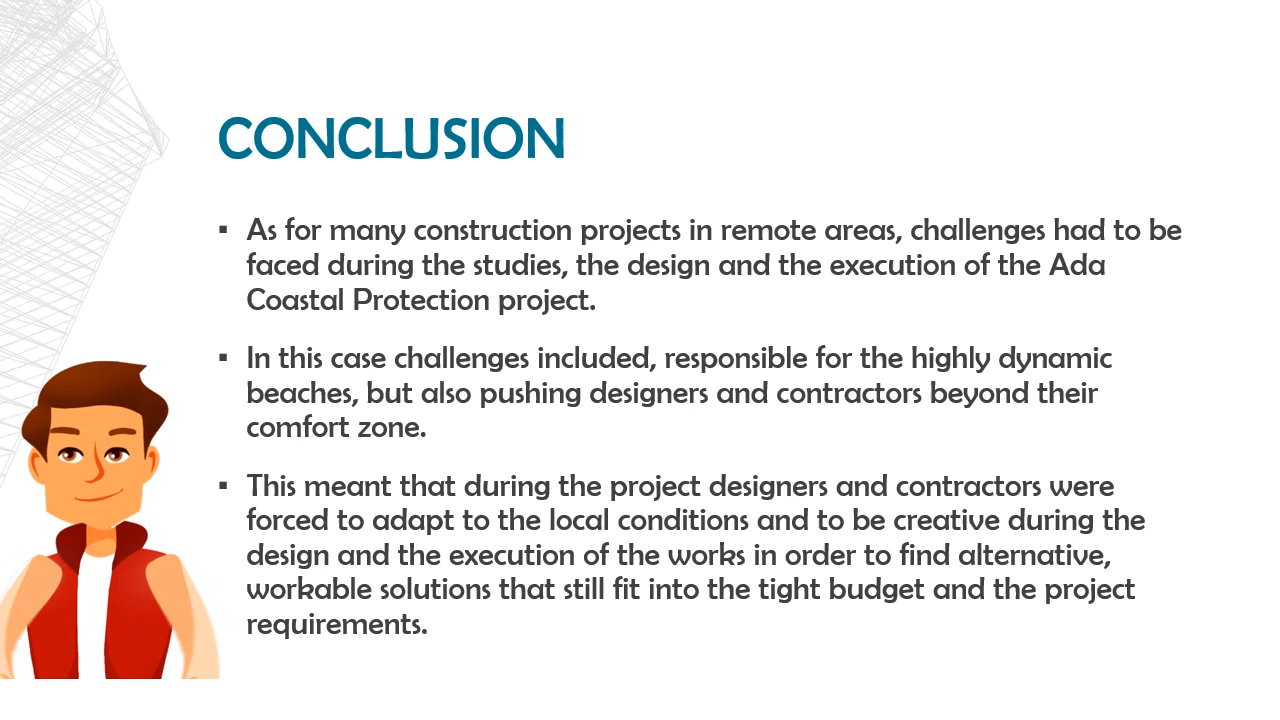 CONCLUSION
▪ As for many construction projects in remote areas, challenges had to be
faced during the studies, the design and the execution of the Ada
Coastal Protection project.
▪ In this case challenges included, responsible for the highly dynamic
beaches, but also pushing designers and contractors beyond their
comfort zone.
▪ This meant that during the project designers and contractors were
forced to adapt to the local conditions and to be creative during the
design and the execution of the works in order to find alternative,
workable solutions that still fit into the tight budget and the project
requirements.